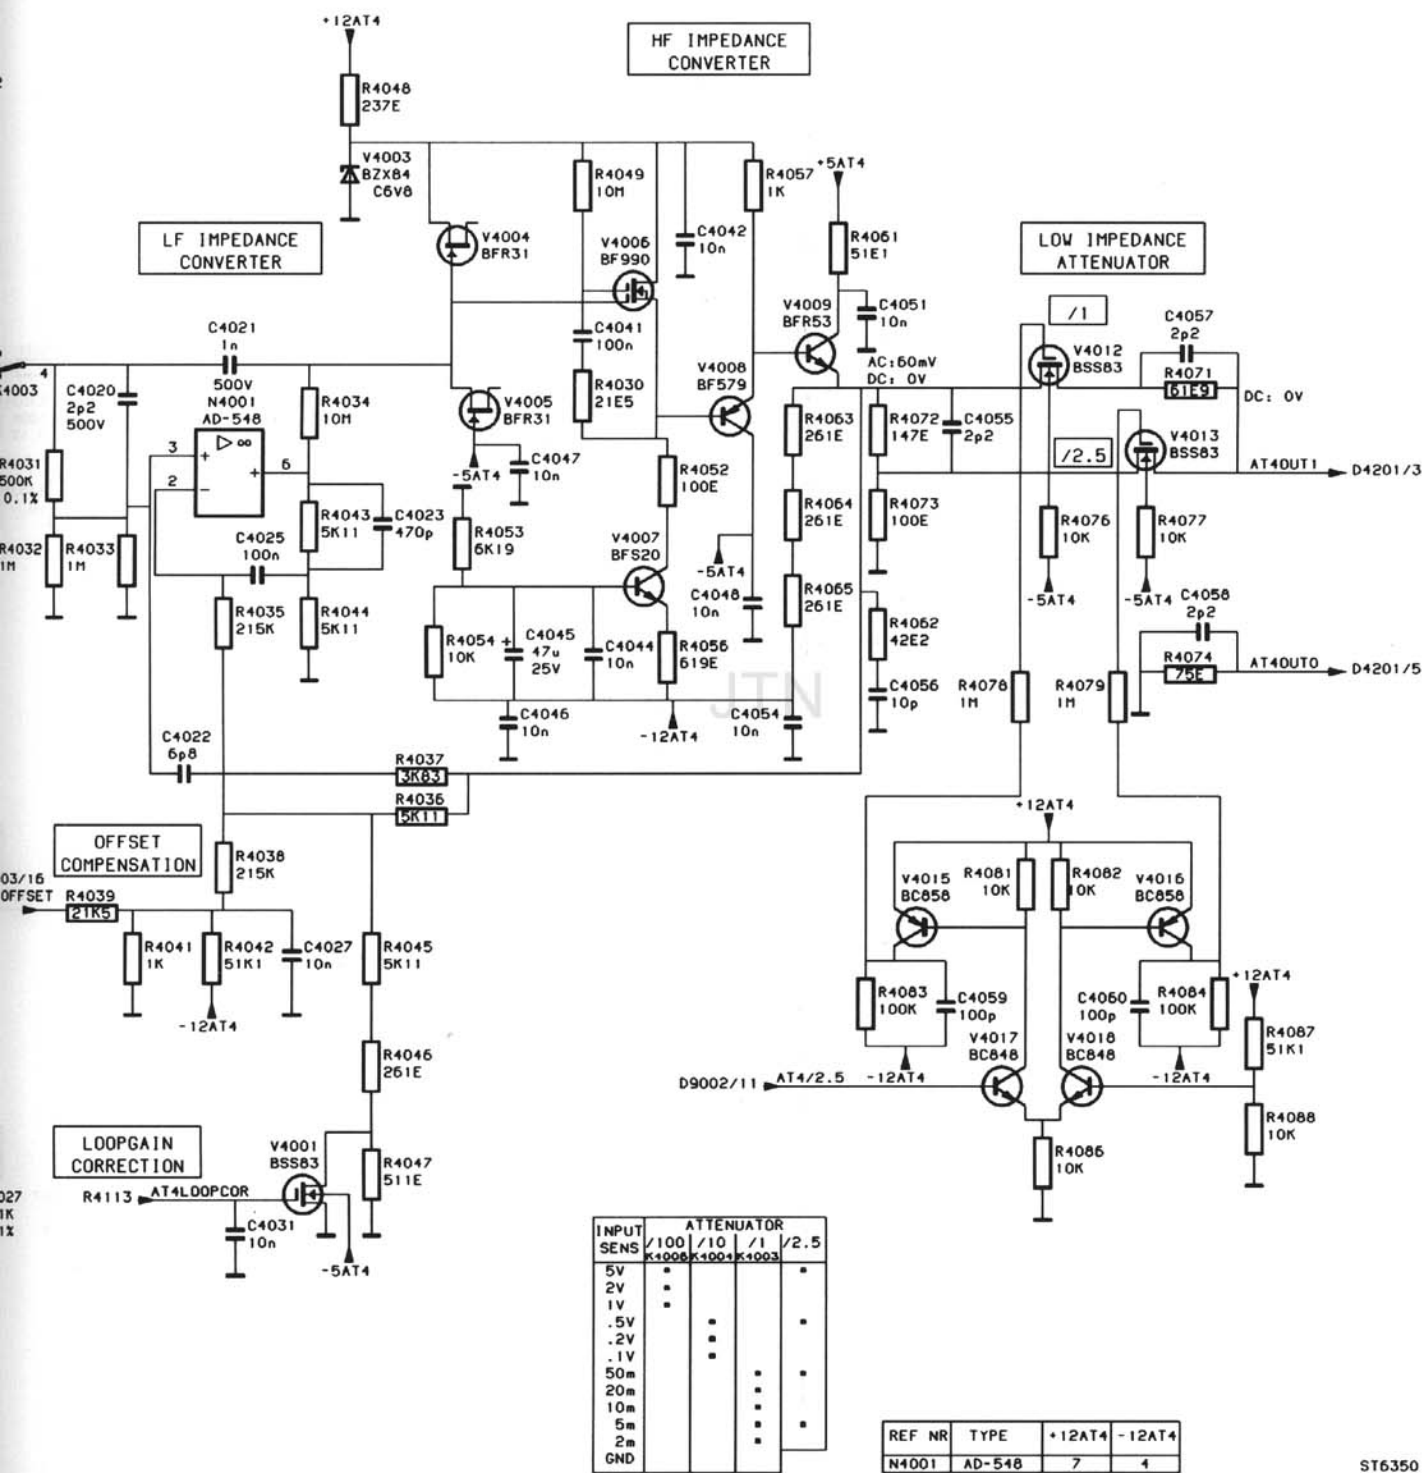 +12AT4
HF IMPEDANCE
CONVERTER
R4048
237E
V4003
BZX84
C6V8
R4049
10M
R4057
1K
+5AT4
LF IMPEDANCE
CONVERTER
V4004
BFR31
V4006
BF990
C4042
10n
R4061
51E1
LOW IMPEDANCE
ATTENUATOR
/1
C4021
1n
500V
C4041
100n
V4009
BFR53
C4051
10n
V4012
BSS83
C4057
2p2
R4071
61E9
DC: 0V
4
K4003
C4020
2p2
500V
N4001
AD-548
R4034
10M
V4005
BFR31
R4030
21E5
V4008
BF579
AC:60mV
DC: 0V
R4063
261E
R4072
147E
C4055
2p2
/2.5
V4013
BSS83
R4031
500K
0.1%
3
+
▷ ∞
+
6
2
−
-5AT4
C4047
10n
R4052
100E
AT4OUT1
D4201/3
R4032
1M
R4033
1M
C4025
100n
R4043
5K11
C4023
470p
R4053
6K19
V4007
BFS20
R4064
261E
R4073
100E
R4076
10K
R4077
10K
-5AT4
-5AT4
-5AT4
R4035
215K
R4044
5K11
C4048
10n
R4065
261E
C4058
2p2
R4054
10K
+
C4045
47u
25V
C4044
10n
R4056
619E
R4062
42E2
R4074
75E
AT4OUT0
D4201/5
JTN
C4046
10n
-12AT4
C4054
10n
C4056
10p
R4078
1M
R4079
1M
C4022
6p8
R4037
3K83
R4036
5K11
+12AT4
OFFSET
COMPENSATION
R4038
215K
03/16
OFFSET
R4039
21K5
V4015
BC858
R4081
10K
R4082
10K
V4016
BC858
R4041
1K
R4042
51K1
C4027
10n
R4045
5K11
-12AT4
R4083
100K
C4059
100p
C4060
100p
R4084
100K
+12AT4
R4046
261E
V4017
BC848
V4018
BC848
R4087
51K1
D9002/11
AT4/2.5
-12AT4
-12AT4
LOOPGAIN
CORRECTION
V4001
BSS83
R4047
511E
R4086
10K
R4088
10K
R4113
AT4LOOPCOR
027
1K
1%
C4031
10n
-5AT4
INPUT
SENS
ATTENUATOR
/100 /10 /1 /2.5
K4006 K4004 K4003
5V
2V
1V
.5V
.2V
.1V
50m
20m
10m
5m
2m
GND
REF NR TYPE +12AT4 -12AT4
N4001 AD-548 7 4
ST6350